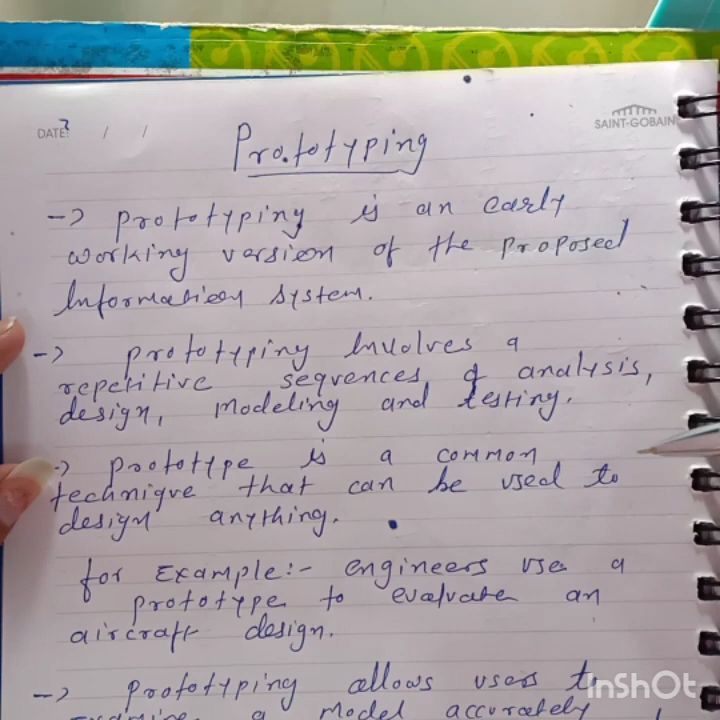 DATE: / /
SAINT-GOBAIN
Prototyping
-> prototyping is an early
working version of the proposed
Information system.
-> prototyping Involves a
repetitive sequences of analysis,
design, modeling and testing.
-> prototype is a common
technique that can be used to
design anything.
for Example:- engineers use a
prototype to evaluate an
aircraft design.
-> prototyping allows users to
examine a model accurately
InShOt